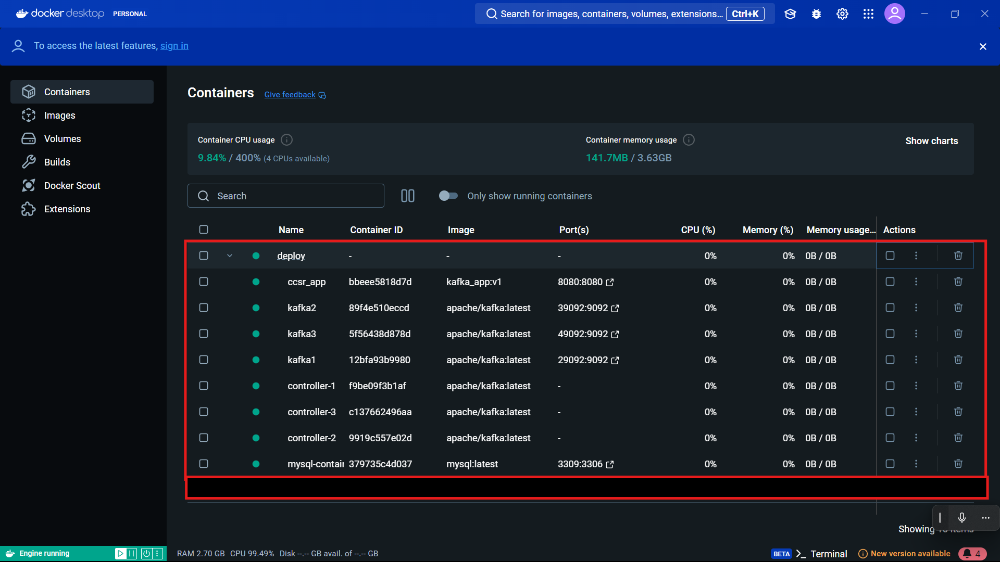 docker desktop PERSONAL
Search for images, containers, volumes, extensions... Ctrl+K
To access the latest features, sign in
Containers
Images
Volumes
Builds
Docker Scout
Extensions
Containers Give feedback
Container CPU usage
9.84% / 400% (4 CPUs available)
Container memory usage
141.7MB / 3.63GB
Show charts
Search
Only show running containers
Name Container ID Image Port(s) CPU (%) Memory (%) Memory usage... Actions
deploy - - - 0% 0% 0B / 0B
ccsr_app bbeee5818d7d kafka_app:v1 8080:8080 0% 0% 0B / 0B
kafka2 89f4e510eccd apache/kafka:latest 39092:9092 0% 0% 0B / 0B
kafka3 5f56438d878d apache/kafka:latest 49092:9092 0% 0% 0B / 0B
kafka1 12bfa93b9980 apache/kafka:latest 29092:9092 0% 0% 0B / 0B
controller-1 f9be09f3b1af apache/kafka:latest - 0% 0% 0B / 0B
controller-3 c137662496aa apache/kafka:latest - 0% 0% 0B / 0B
controller-2 9919c557e02d apache/kafka:latest - 0% 0% 0B / 0B
mysql-contai 379735c4d037 mysql:latest 3309:3306 0% 0% 0B / 0B
Showing
Engine running
RAM 2.70 GB CPU 99.49% Disk --.-- GB avail. of --.-- GB
BETA >_ Terminal
New version available
4